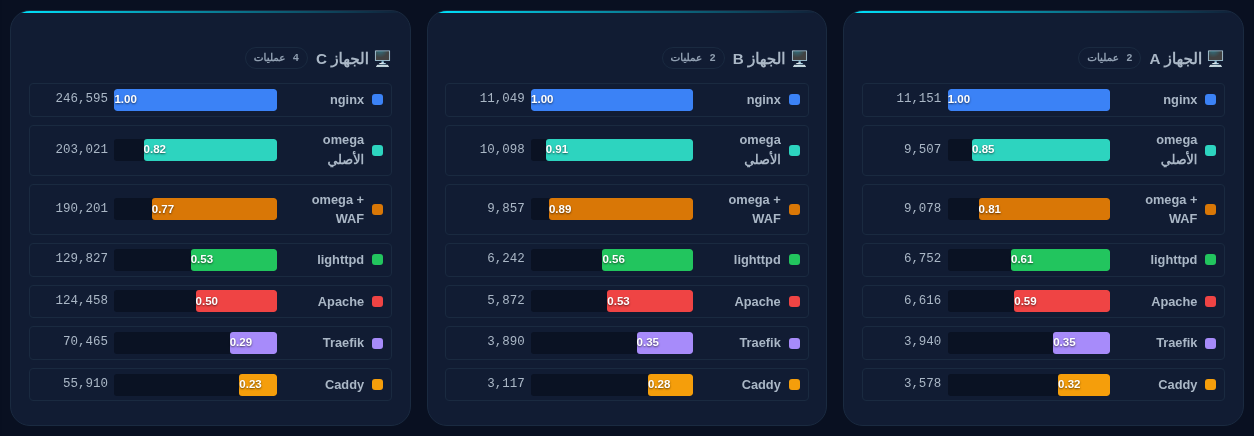 🖥️ الجهاز A 2 عمليات
nginx 1.00 11,151
omega
الأصلي 0.85 9,507
omega +
WAF 0.81 9,078
lighttpd 0.61 6,752
Apache 0.59 6,616
Traefik 0.35 3,940
Caddy 0.32 3,578
🖥️ الجهاز B 2 عمليات
nginx 1.00 11,049
omega
الأصلي 0.91 10,098
omega +
WAF 0.89 9,857
lighttpd 0.56 6,242
Apache 0.53 5,872
Traefik 0.35 3,890
Caddy 0.28 3,117
🖥️ الجهاز C 4 عمليات
nginx 1.00 246,595
omega
الأصلي 0.82 203,021
omega +
WAF 0.77 190,201
lighttpd 0.53 129,827
Apache 0.50 124,458
Traefik 0.29 70,465
Caddy 0.23 55,910